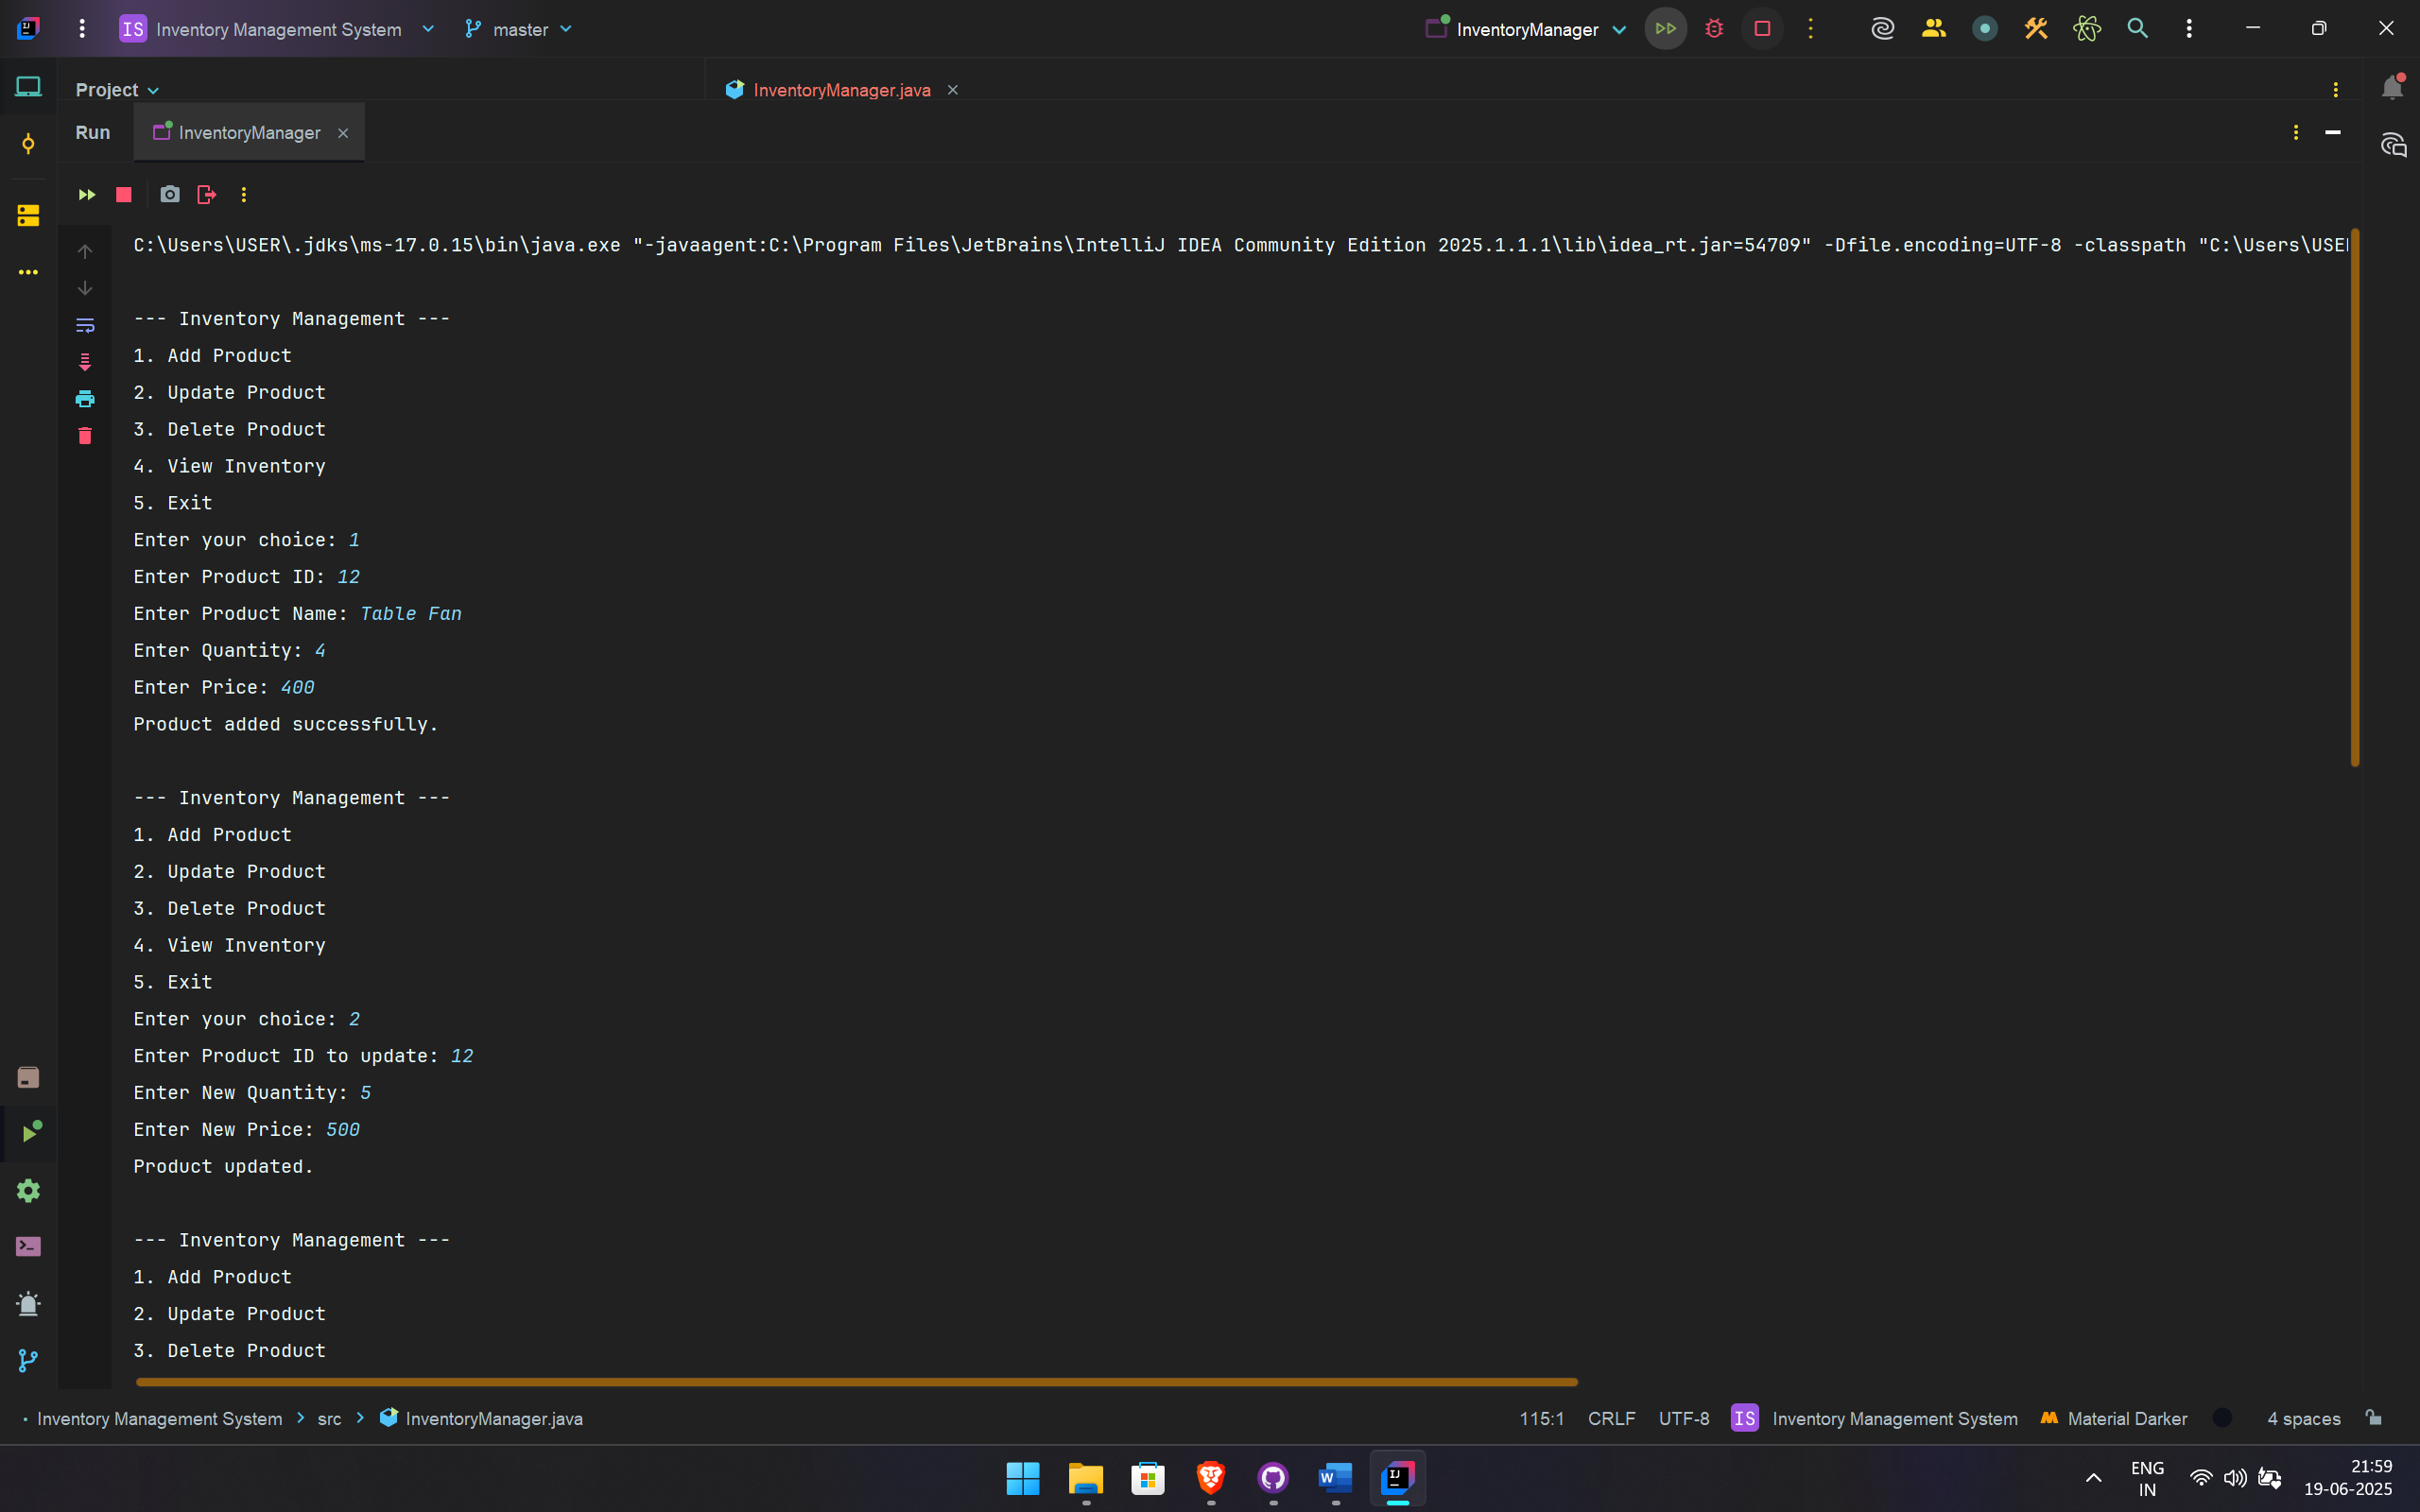 IS Inventory Management System master InventoryManager
Project InventoryManager.java
Run InventoryManager
C:\Users\USER\.jdks\ms-17.0.15\bin\java.exe "-javaagent:C:\Program Files\JetBrains\IntelliJ IDEA Community Edition 2025.1.1.1\lib\idea_rt.jar=54709" -Dfile.encoding=UTF-8 -classpath "C:\Users\USE
--- Inventory Management ---
1. Add Product
2. Update Product
3. Delete Product
4. View Inventory
5. Exit
Enter your choice: 1
Enter Product ID: 12
Enter Product Name: Table Fan
Enter Quantity: 4
Enter Price: 400
Product added successfully.
--- Inventory Management ---
1. Add Product
2. Update Product
3. Delete Product
4. View Inventory
5. Exit
Enter your choice: 2
Enter Product ID to update: 12
Enter New Quantity: 5
Enter New Price: 500
Product updated.
--- Inventory Management ---
1. Add Product
2. Update Product
3. Delete Product
Inventory Management System > src > InventoryManager.java 115:1 CRLF UTF-8 IS Inventory Management System Material Darker 4 spaces
ENG 21:59
IN 19-06-2025